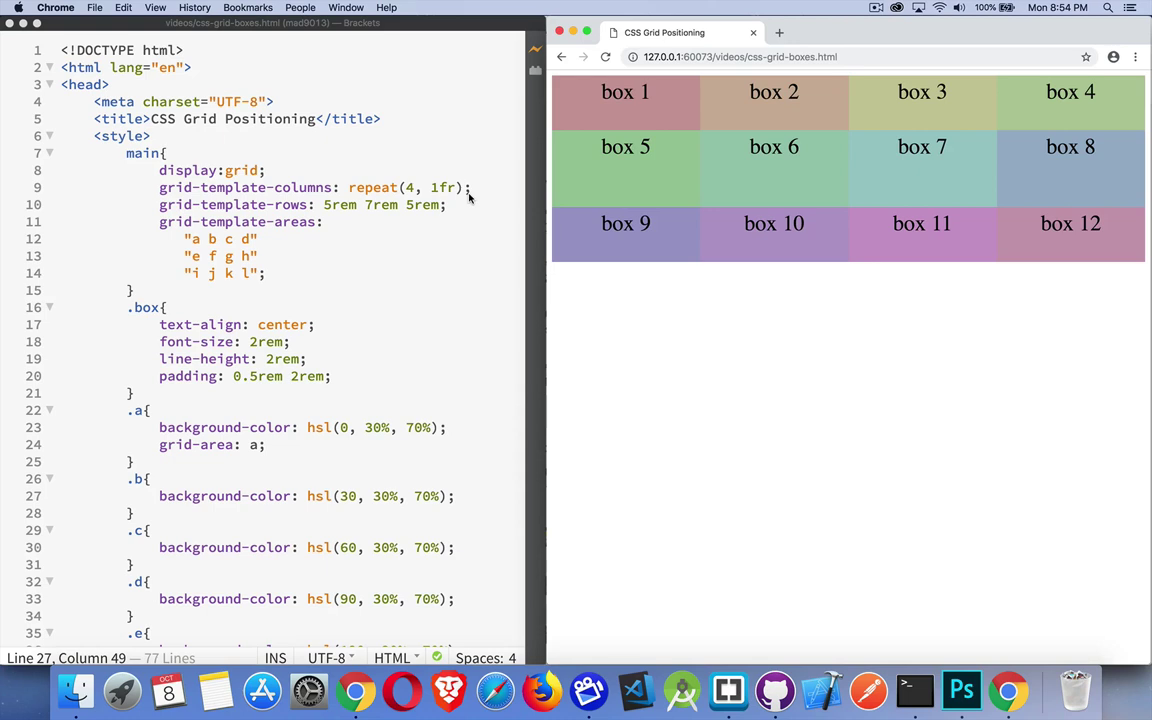 Chrome File Edit View History Bookmarks People Window Help 100% Mon 8:54 PM
videos/css-grid-boxes.html (mad9013) — Brackets
1 <!DOCTYPE html>
2 <html lang="en">
3 <head>
4 <meta charset="UTF-8">
5 <title>CSS Grid Positioning</title>
6 <style>
7 main{
8 display:grid;
9 grid-template-columns: repeat(4, 1fr);
10 grid-template-rows: 5rem 7rem 5rem;
11 grid-template-areas:
12 "a b c d"
13 "e f g h"
14 "i j k l";
15 }
16 .box{
17 text-align: center;
18 font-size: 2rem;
19 line-height: 2rem;
20 padding: 0.5rem 2rem;
21 }
22 .a{
23 background-color: hsl(0, 30%, 70%);
24 grid-area: a;
25 }
26 .b{
27 background-color: hsl(30, 30%, 70%);
28 }
29 .c{
30 background-color: hsl(60, 30%, 70%);
31 }
32 .d{
33 background-color: hsl(90, 30%, 70%);
34 }
35 .e{
Line 27, Column 49 — 77 Lines INS UTF-8 HTML Spaces: 4
CSS Grid Positioning
127.0.0.1:60073/videos/css-grid-boxes.html
box 1 box 2 box 3 box 4
box 5 box 6 box 7 box 8
box 9 box 10 box 11 box 12
OCT
8
Ps